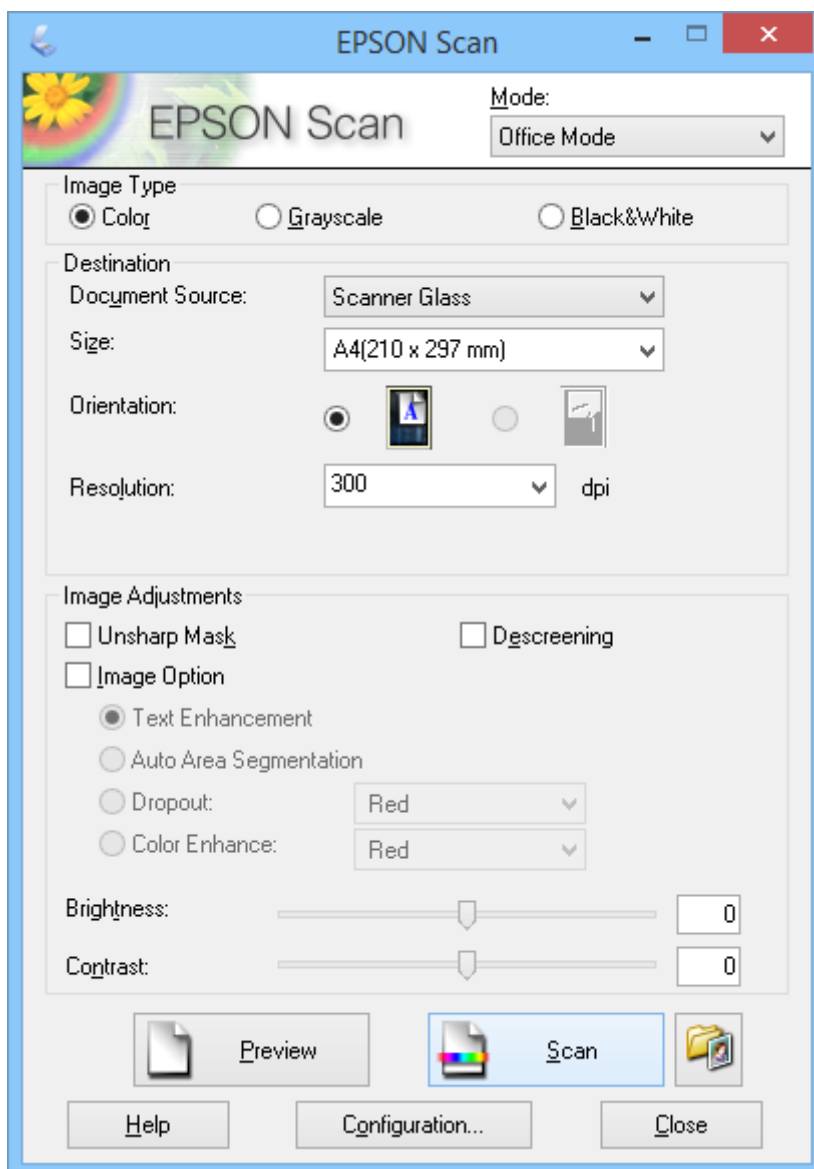 EPSON Scan
EPSON Scan
Mode:
Office Mode
Image Type
Color Grayscale Black&White
Destination
Document Source: Scanner Glass
Size: A4(210 x 297 mm)
Orientation: A
Resolution: 300 dpi
Image Adjustments
Unsharp Mask Descreening
Image Option
Text Enhancement
Auto Area Segmentation
Dropout: Red
Color Enhance: Red
Brightness: 0
Contrast: 0
Preview Scan
Help Configuration... Close